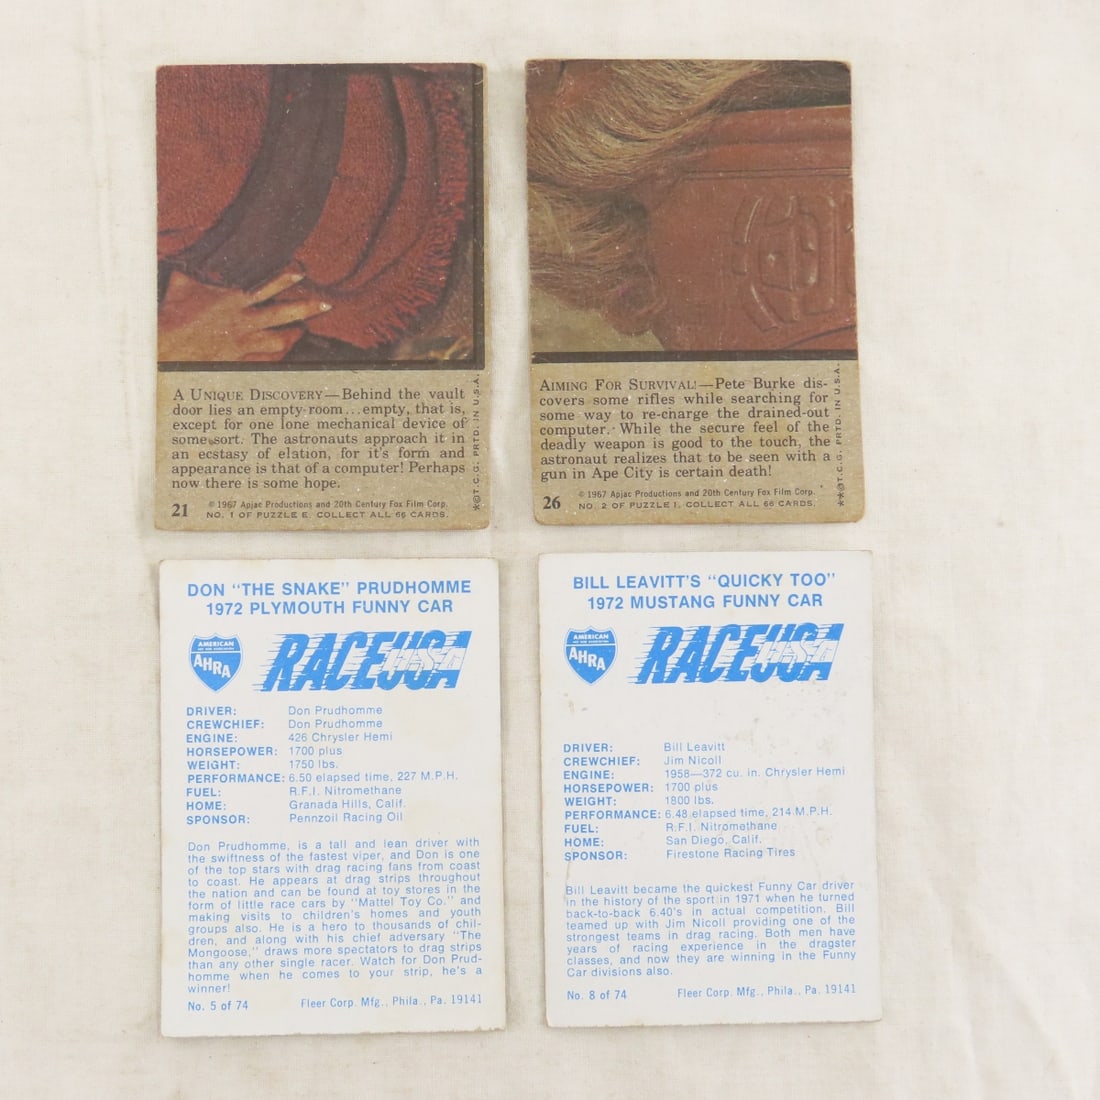 A UNIQUE DISCOVERY—Behind the vault
door lies an empty room...empty, that is,
except for one lone mechanical device of
some sort. The astronauts approach it in
an ecstasy of elation, for it's form and
appearance is that of a computer! Perhaps
now there is some hope.
21
© 1967 Apjac Productions and 20th Century Fox Film Corp.
NO. 1 OF PUZZLE E. COLLECT ALL 66 CARDS.
*©T.C.G. PRTD. IN U.S.A.
AIMING FOR SURVIVAL!—Pete Burke dis-
covers some rifles while searching for
some way to re-charge the drained-out
computer. While the secure feel of the
deadly weapon is good to the touch, the
astronaut realizes that to be seen with a
gun in Ape City is certain death!
26
© 1967 Apjac Productions and 20th Century Fox Film Corp.
NO. 2 OF PUZZLE I. COLLECT ALL 66 CARDS.
**©T.C.G. PRTD. IN U.S.A.
DON "THE SNAKE" PRUDHOMME
1972 PLYMOUTH FUNNY CAR
AMERICAN
AHRA
RACE USA
DRIVER: Don Prudhomme
CREWCHIEF: Don Prudhomme
ENGINE: 426 Chrysler Hemi
HORSEPOWER: 1700 plus
WEIGHT: 1750 lbs.
PERFORMANCE: 6.50 elapsed time, 227 M.P.H.
FUEL: R.F.I. Nitromethane
HOME: Granada Hills, Calif.
SPONSOR: Pennzoil Racing Oil
Don Prudhomme, is a tall and lean driver with
the swiftness of the fastest viper, and Don is one
of the top stars with drag racing fans from coast
to coast. He appears at drag strips throughout
the nation and can be found at toy stores in the
form of little race cars by "Mattel Toy Co." and
making visits to children's homes and youth
groups also. He is a hero to thousands of chil-
dren, and along with his chief adversary "The
Mongoose," draws more spectators to drag strips
than any other single racer. Watch for Don Prud-
homme when he comes to your strip, he's a
winner!
No. 5 of 74 Fleer Corp. Mfg., Phila., Pa. 19141
BILL LEAVITT'S "QUICKY TOO"
1972 MUSTANG FUNNY CAR
AMERICAN
AHRA
RACE USA
DRIVER: Bill Leavitt
CREWCHIEF: Jim Nicoll
ENGINE: 1958—372 cu. in. Chrysler Hemi
HORSEPOWER: 1700 plus
WEIGHT: 1800 lbs.
PERFORMANCE: 6.48 elapsed time, 214 M.P.H.
FUEL: R.F.I. Nitromethane
HOME: San Diego, Calif.
SPONSOR: Firestone Racing Tires
Bill Leavitt became the quickest Funny Car driver
in the history of the sport in 1971 when he turned
back-to-back 6.40's in actual competition. Bill
teamed up with Jim Nicoll providing one of the
strongest teams in drag racing. Both men have
years of racing experience in the dragster
classes, and now they are winning in the Funny
Car divisions also.
No. 8 of 74 Fleer Corp. Mfg., Phila., Pa. 19141